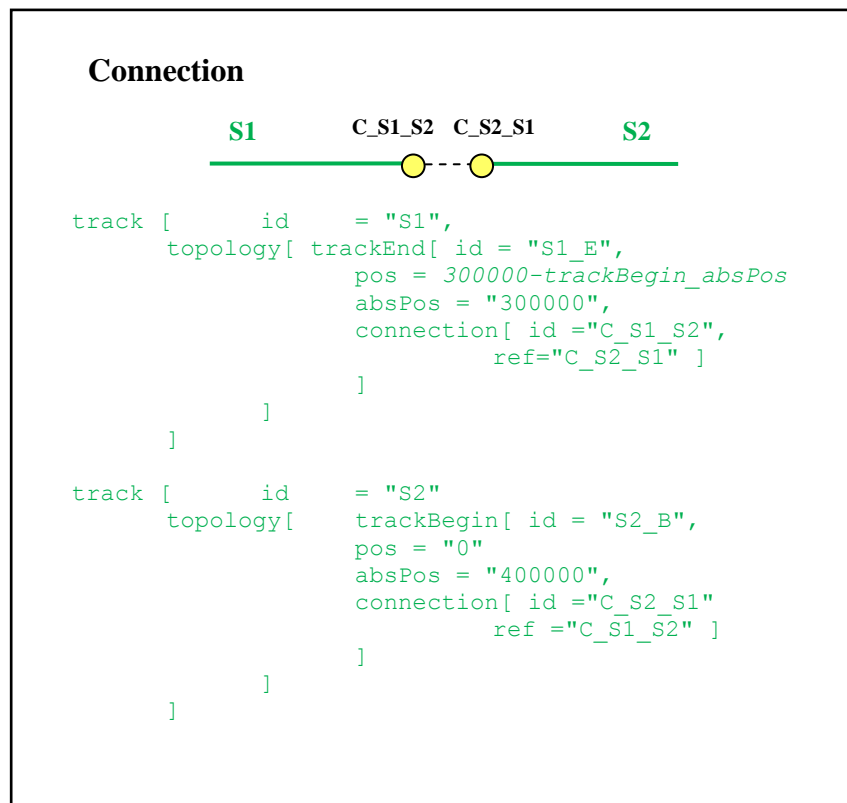 Connection
S1 C_S1_S2 C_S2_S1 S2
track [ id = "S1",
topology[ trackEnd[ id = "S1_E",
pos = 300000-trackBegin_absPos
absPos = "300000",
connection[ id ="C_S1_S2",
ref="C_S2_S1" ]
]
]
]
track [ id = "S2"
topology[ trackBegin[ id = "S2_B",
pos = "0"
absPos = "400000",
connection[ id ="C_S2_S1"
ref ="C_S1_S2" ]
]
]
]